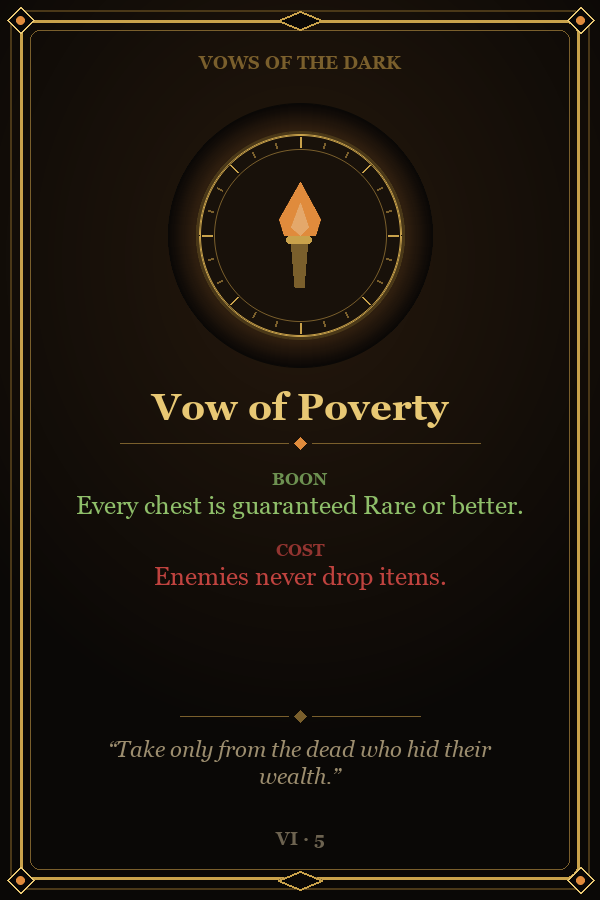 VOWS OF THE DARK
Vow of Poverty
BOON
Every chest is guaranteed Rare or better.
COST
Enemies never drop items.
“Take only from the dead who hid their
wealth.”
VI · 5